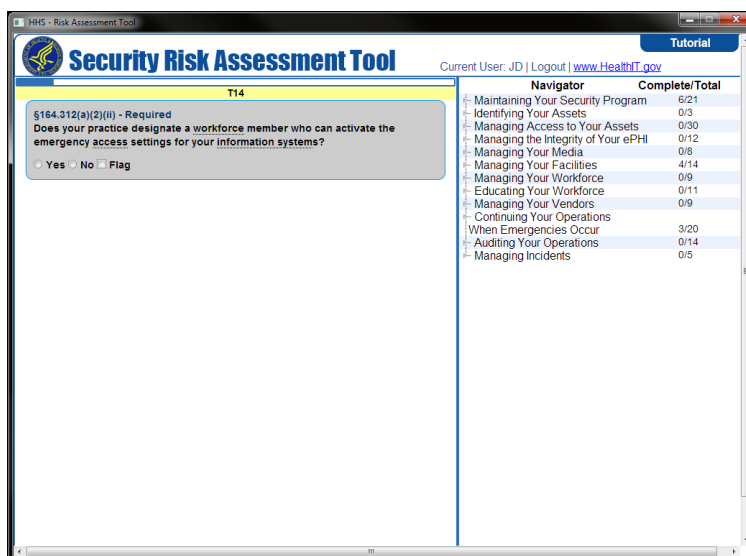 HHS - Risk Assessment Tool
Security Risk Assessment Tool
Tutorial
Current User: JD | Logout | www.HealthIT.gov
T14
§164.312(a)(2)(ii) - Required
Does your practice designate a workforce member who can activate the
emergency access settings for your information systems?
Yes No Flag
Navigator Complete/Total
Maintaining Your Security Program 6/21
Identifying Your Assets 0/3
Managing Access to Your Assets 0/30
Managing the Integrity of Your ePHI 0/12
Managing Your Media 0/8
Managing Your Facilities 4/14
Managing Your Workforce 0/9
Educating Your Workforce 0/11
Managing Your Vendors 0/9
Continuing Your Operations
When Emergencies Occur 3/20
Auditing Your Operations 0/14
Managing Incidents 0/5